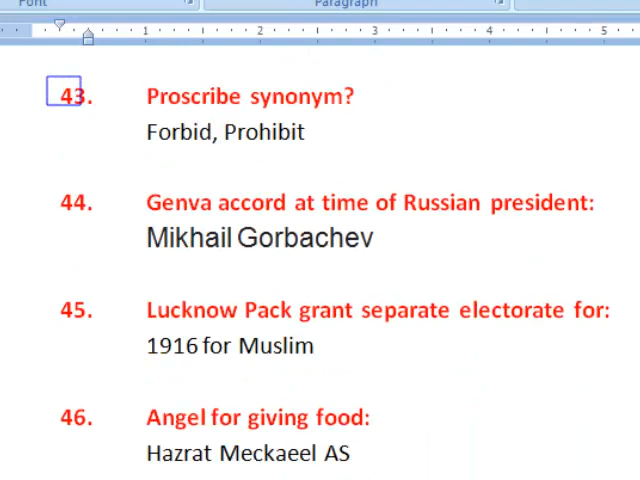 Font Paragraph
1 2 3 4 5
43. Proscribe synonym?
Forbid, Prohibit
44. Genva accord at time of Russian president:
Mikhail Gorbachev
45. Lucknow Pack grant separate electorate for:
1916 for Muslim
46. Angel for giving food:
Hazrat Meckaeel AS